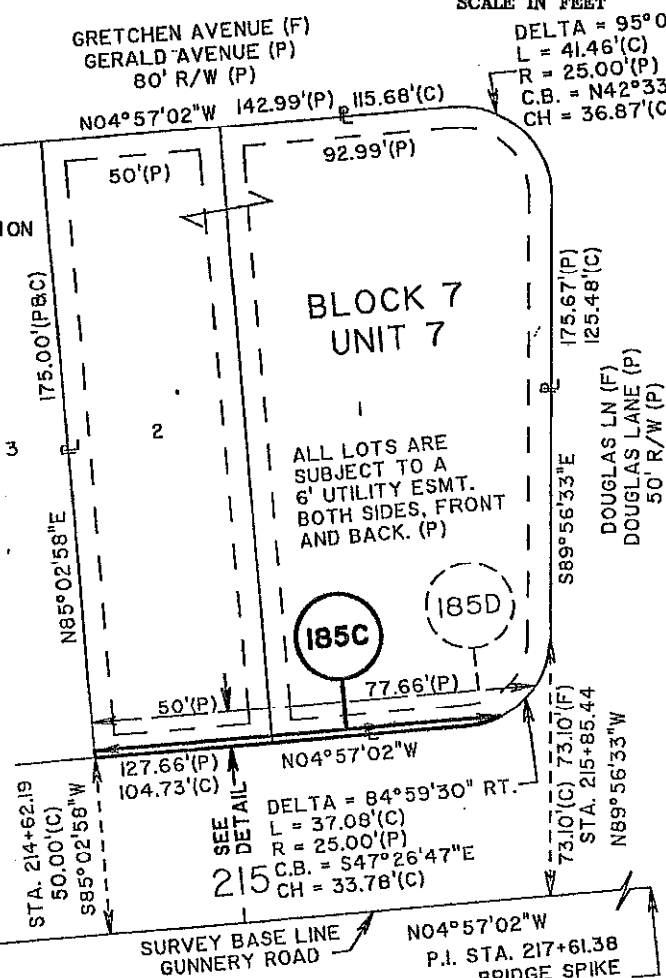 SCALE IN FEET
GRETCHEN AVENUE (F)
GERALD AVENUE (P)
80' R/W (P)
DELTA = 95°0
L = 41.46'(C)
R = 25.00'(P)
C.B. = N42°33
CH = 36.87'(C
N04°57'02"W
142.99'(P)
115.68'(C)
50'(P)
92.99'(P)
ION
175.00'(P&C)
N85°02'58"E
3
2
BLOCK 7
UNIT 7
175.67'(P)
125.48'(C)
S89°56'33"E
DOUGLAS LN (F)
DOUGLAS LANE (P)
50' R/W (P)
ALL LOTS ARE
SUBJECT TO A
6' UTILITY ESMT.
BOTH SIDES, FRONT
AND BACK. (P)
185C
185D
50'(P)
77.66'(P)
127.66'(P)
104.73'(C)
N04°57'02"W
STA. 214+62.19
50.00'(C)
S85°02'58"W
SEE
DETAIL
215
DELTA = 84°59'30" RT.
L = 37.08'(C)
R = 25.00'(P)
C.B. = S47°26'47"E
CH = 33.78'(C)
73.10'(C) 73.10'(F)
STA. 215+85.44
N89°56'33"W
SURVEY BASE LINE
GUNNERY ROAD
N04°57'02"W
P.I. STA. 217+61.38
BRIDGE SPIKE